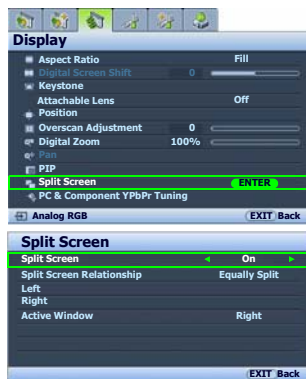 Display
Aspect Ratio Fill
Digital Screen Shift 0
Keystone
Attachable Lens Off
Position
Overscan Adjustment 0
Digital Zoom 100%
Pan
PIP
Split Screen ENTER
PC & Component YPbPr Tuning
Analog RGB EXIT Back
Split Screen
Split Screen On
Split Screen Relationship Equally Split
Left
Right
Active Window Right
EXIT Back